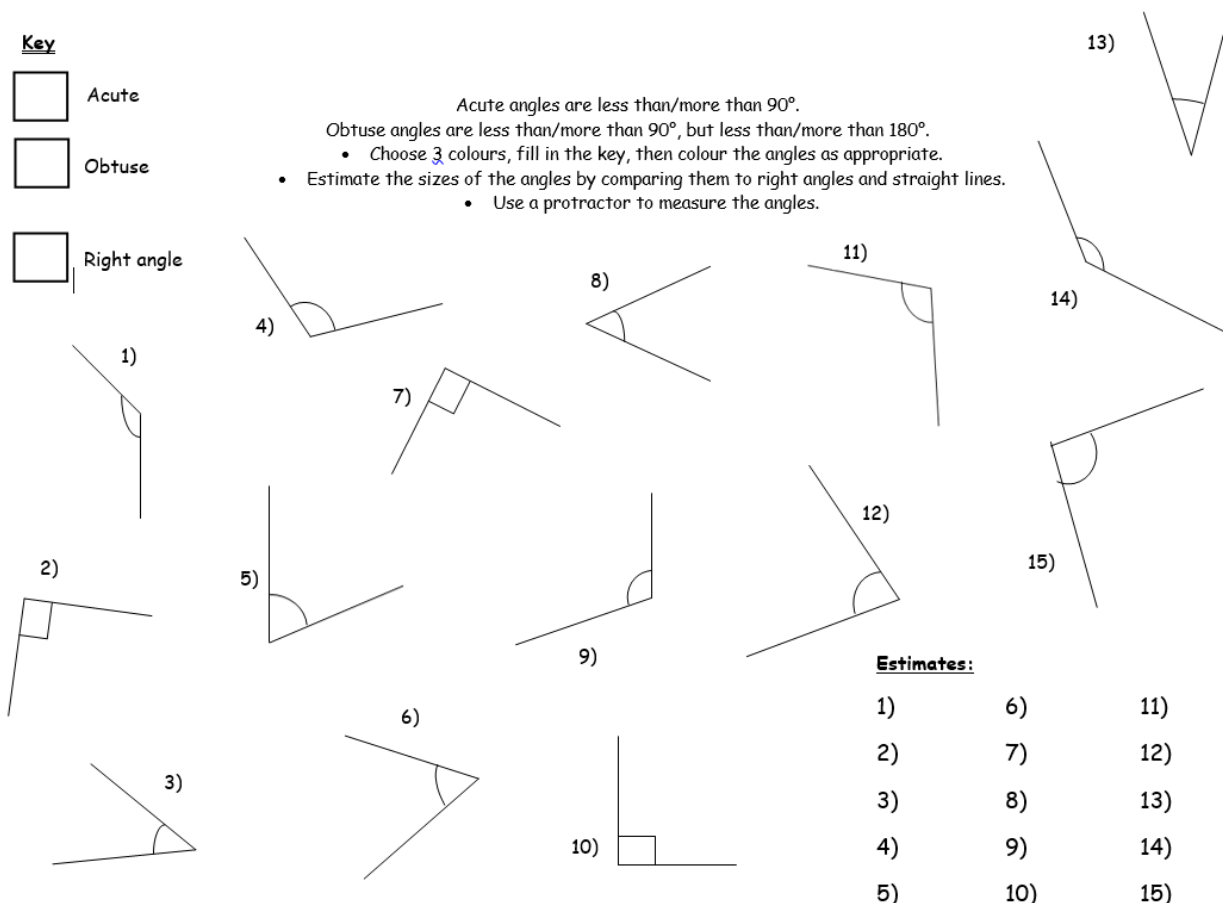 Key
Acute
Obtuse
Right angle
Acute angles are less than/more than 90°.
Obtuse angles are less than/more than 90°, but less than/more than 180°.
• Choose 3 colours, fill in the key, then colour the angles as appropriate.
• Estimate the sizes of the angles by comparing them to right angles and straight lines.
• Use a protractor to measure the angles.
13)
11)
8)
14)
4)
1)
7)
12)
15)
2)
5)
9)
6)
3)
10)
Estimates:
1) 6) 11)
2) 7) 12)
3) 8) 13)
4) 9) 14)
5) 10) 15)